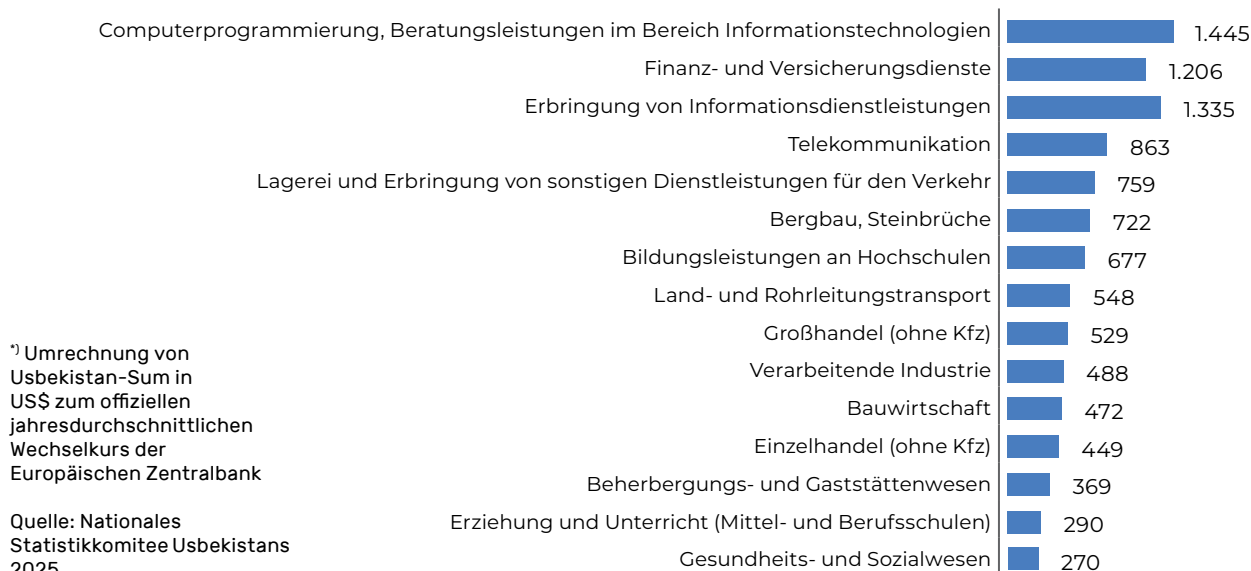 Computerprogrammierung, Beratungsleistungen im Bereich Informationstechnologien 1.445
Finanz- und Versicherungsdienste 1.206
Erbringung von Informationsdienstleistungen 1.335
Telekommunikation 863
Lagerei und Erbringung von sonstigen Dienstleistungen für den Verkehr 759
Bergbau, Steinbrüche 722
Bildungsleistungen an Hochschulen 677
Land- und Rohrleitungstransport 548
Großhandel (ohne Kfz) 529
Verarbeitende Industrie 488
Bauwirtschaft 472
Einzelhandel (ohne Kfz) 449
Beherbergungs- und Gaststättenwesen 369
Erziehung und Unterricht (Mittel- und Berufsschulen) 290
Gesundheits- und Sozialwesen 270
*) Umrechnung von
Usbekistan-Sum in
US$ zum offiziellen
jahresdurchschnittlichen
Wechselkurs der
Europäischen Zentralbank
Quelle: Nationales
Statistikkomitee Usbekistans
2025